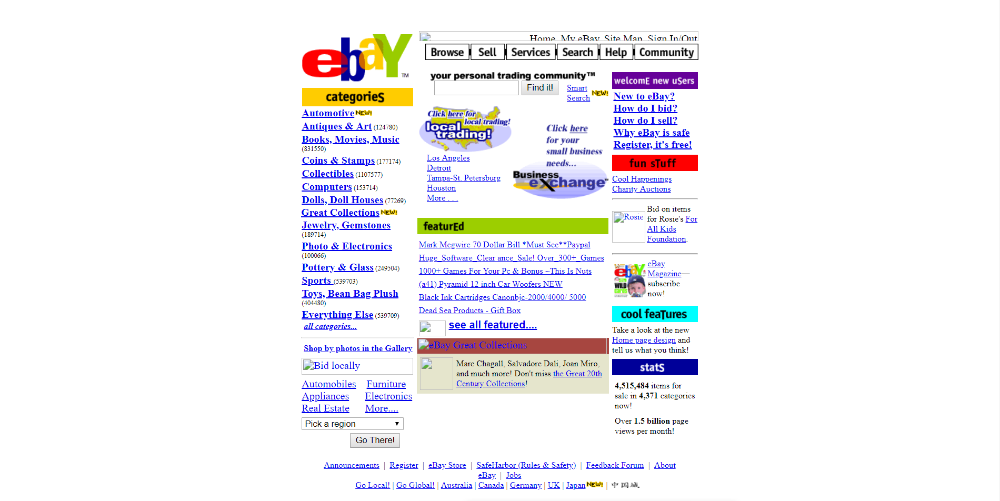 ebaY™
Home  My eBay  Site Map  Sign In/Out
Browse Sell Services Search Help Community
your personal trading community™
Find it!
Smart
Search
NEW!
categorieS
Automotive NEW!
Antiques & Art (124780)
Books, Movies, Music
(831550)
Coins & Stamps (177174)
Collectibles (1107577)
Computers (153714)
Dolls, Doll Houses (77269)
Great Collections NEW!
Jewelry, Gemstones
(189714)
Photo & Electronics
(100066)
Pottery & Glass (249504)
Sports (539703)
Toys, Bean Bag Plush
(404480)
Everything Else (539709)
all categories...
Shop by photos in the Gallery
Bid locally
Automobiles Furniture
Appliances Electronics
Real Estate More....
Pick a region
Go There!
Click here for
local trading!
local
trading!
Los Angeles
Detroit
Tampa-St. Petersburg
Houston
More . . .
Click here
for your
small business
needs...
Business
eXchange™
featurEd
Mark Mcgwire 70 Dollar Bill *Must See**Paypal
Huge_Software_Clear ance_Sale! Over_300+_Games
1000+ Games For Your Pc & Bonus ~This Is Nuts
(a41) Pyramid 12 inch Car Woofers NEW
Black Ink Cartridges Canonbjc-2000/4000/ 5000
Dead Sea Products - Gift Box
see all featured....
eBay Great Collections
Marc Chagall, Salvadore Dali, Joan Miro,
and much more! Don't miss the Great 20th
Century Collections!
welcomE new uSers
New to eBay?
How do I bid?
How do I sell?
Why eBay is safe
Register, it's free!
fun sTuff
Cool Happenings
Charity Auctions
Rosie
Bid on items
for Rosie's For
All Kids
Foundation.
ebaY
WILD
cards
eBay
Magazine—
subscribe
now!
cool feaTures
Take a look at the new
Home page design and
tell us what you think!
statS
4,515,484 items for
sale in 4,371 categories
now!
Over 1.5 billion page
views per month!
Announcements | Register | eBay Store | SafeHarbor (Rules & Safety) | Feedback Forum | About
eBay | Jobs
Go Local! | Go Global! | Australia | Canada | Germany | UK | Japan NEW! | 中国城